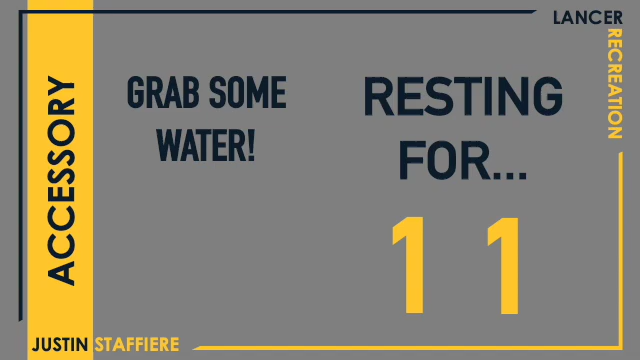 LANCER
RECREATION
ACCESSORY
GRAB SOME
WATER!
RESTING
FOR...
11
JUSTIN STAFFIERE